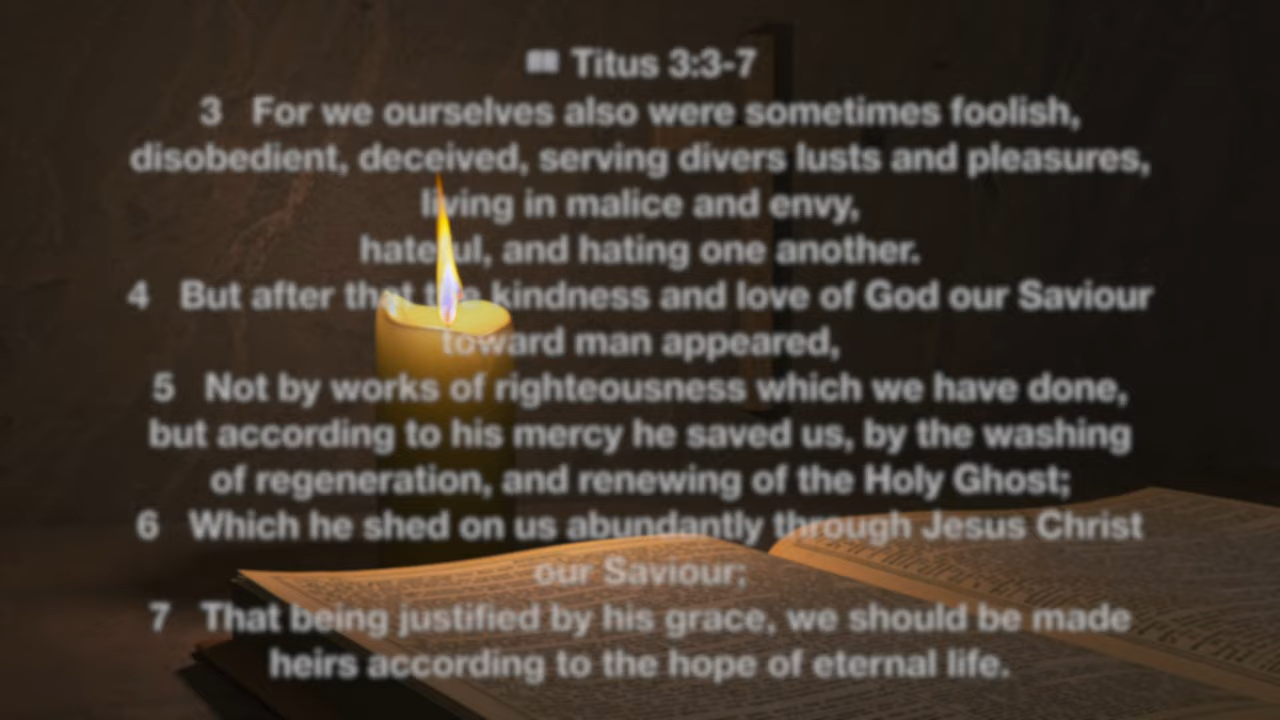 📖 Titus 3:3-7
3 For we ourselves also were sometimes foolish,
disobedient, deceived, serving divers lusts and pleasures,
living in malice and envy,
hateful, and hating one another.
4 But after that the kindness and love of God our Saviour
toward man appeared,
5 Not by works of righteousness which we have done,
but according to his mercy he saved us, by the washing
of regeneration, and renewing of the Holy Ghost;
6 Which he shed on us abundantly through Jesus Christ
our Saviour;
7 That being justified by his grace, we should be made
heirs according to the hope of eternal life.